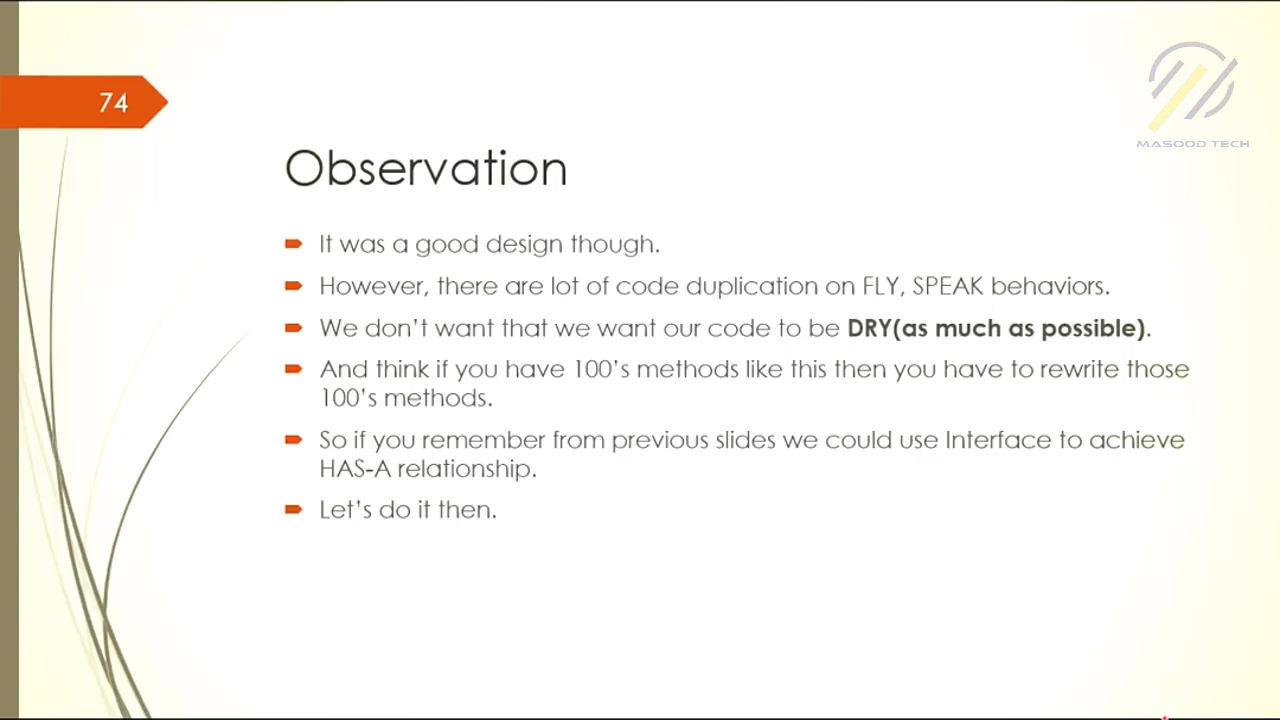 74
MASOOD TECH
Observation
It was a good design though.
However, there are lot of code duplication on FLY, SPEAK behaviors.
We don't want that we want our code to be DRY(as much as possible).
And think if you have 100's methods like this then you have to rewrite those
100's methods.
So if you remember from previous slides we could use Interface to achieve
HAS-A relationship.
Let's do it then.